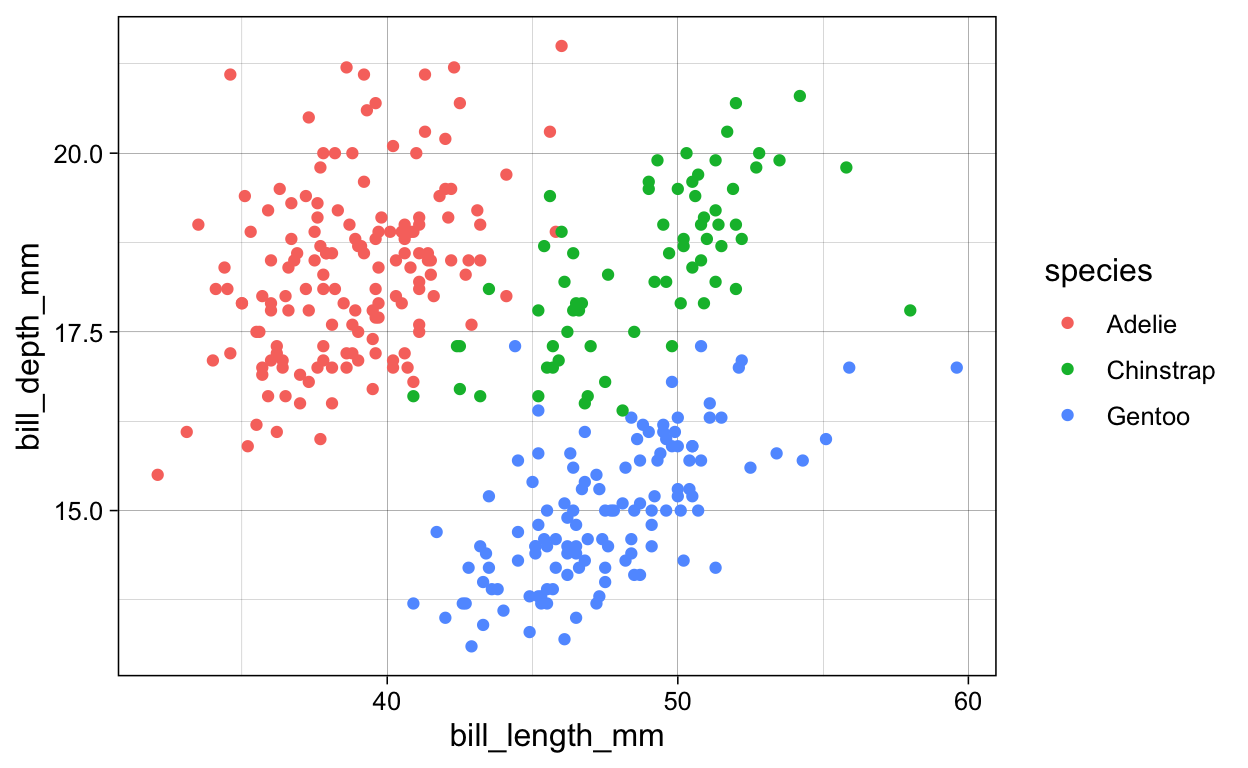 20.0
17.5
15.0
bill_depth_mm
40 50 60
bill_length_mm
species
Adelie
Chinstrap
Gentoo